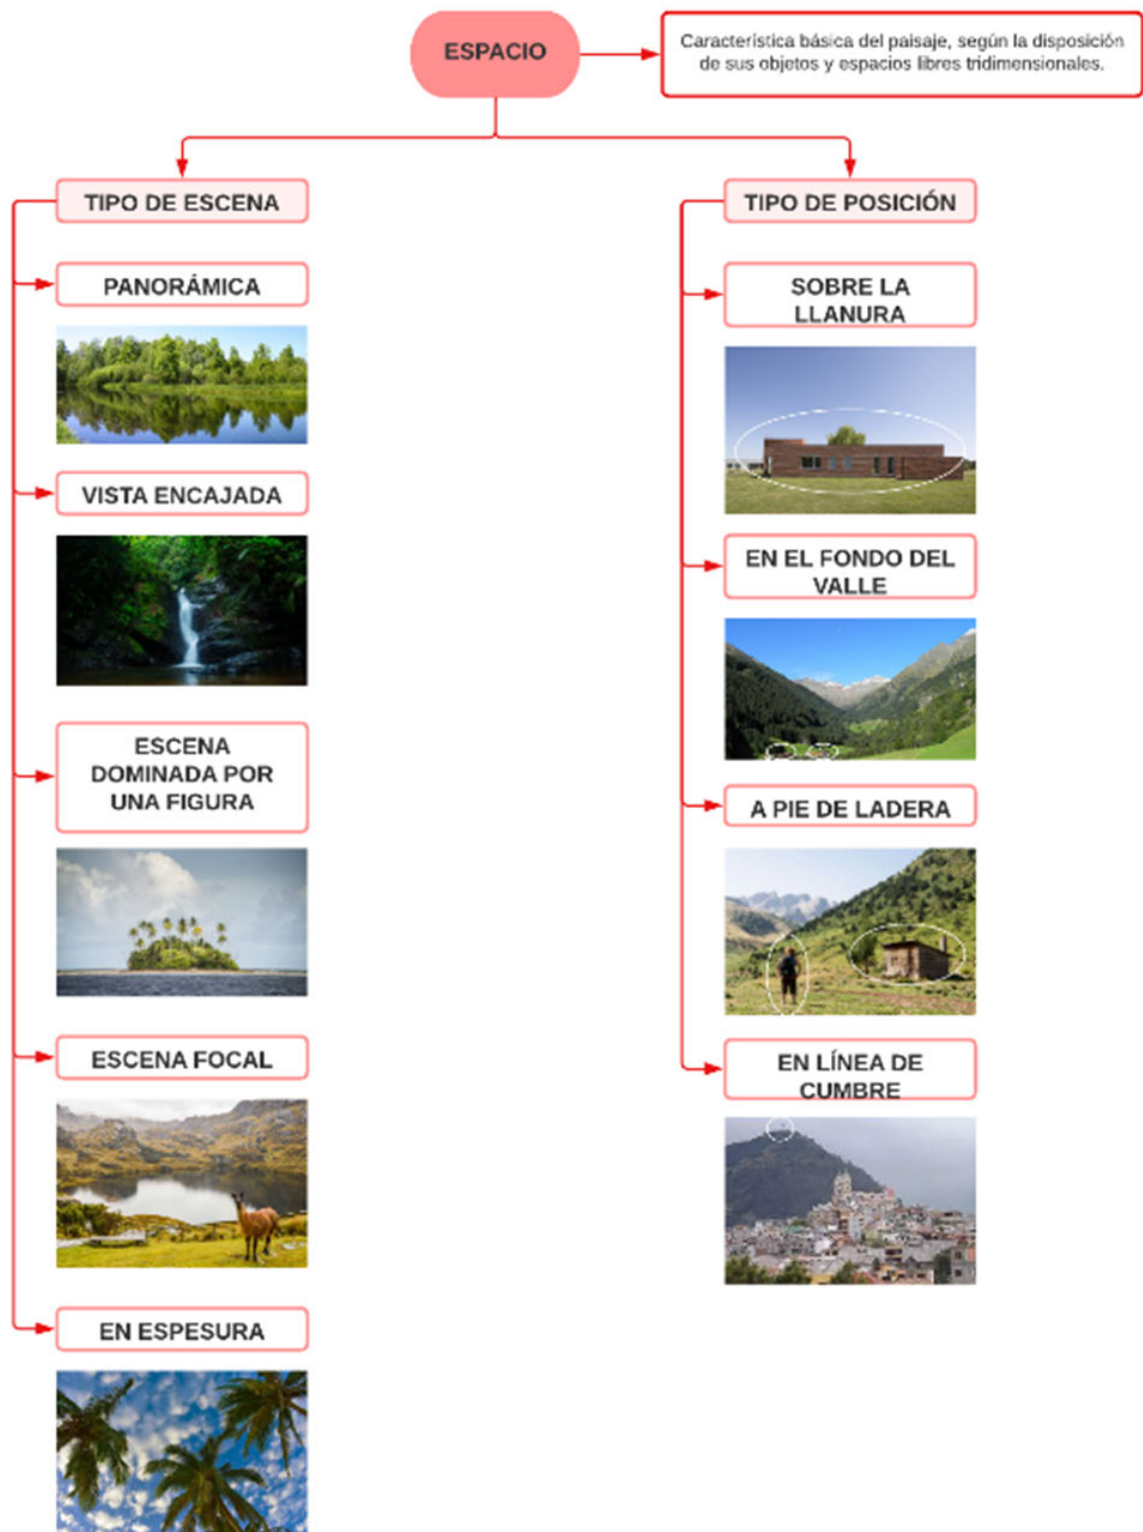 ESPACIO
Característica básica del paisaje, según la disposición
de sus objetos y espacios libres tridimensionales.
TIPO DE ESCENA
PANORÁMICA
VISTA ENCAJADA
ESCENA
DOMINADA POR
UNA FIGURA
ESCENA FOCAL
EN ESPESURA
TIPO DE POSICIÓN
SOBRE LA
LLANURA
EN EL FONDO DEL
VALLE
A PIE DE LADERA
EN LÍNEA DE
CUMBRE